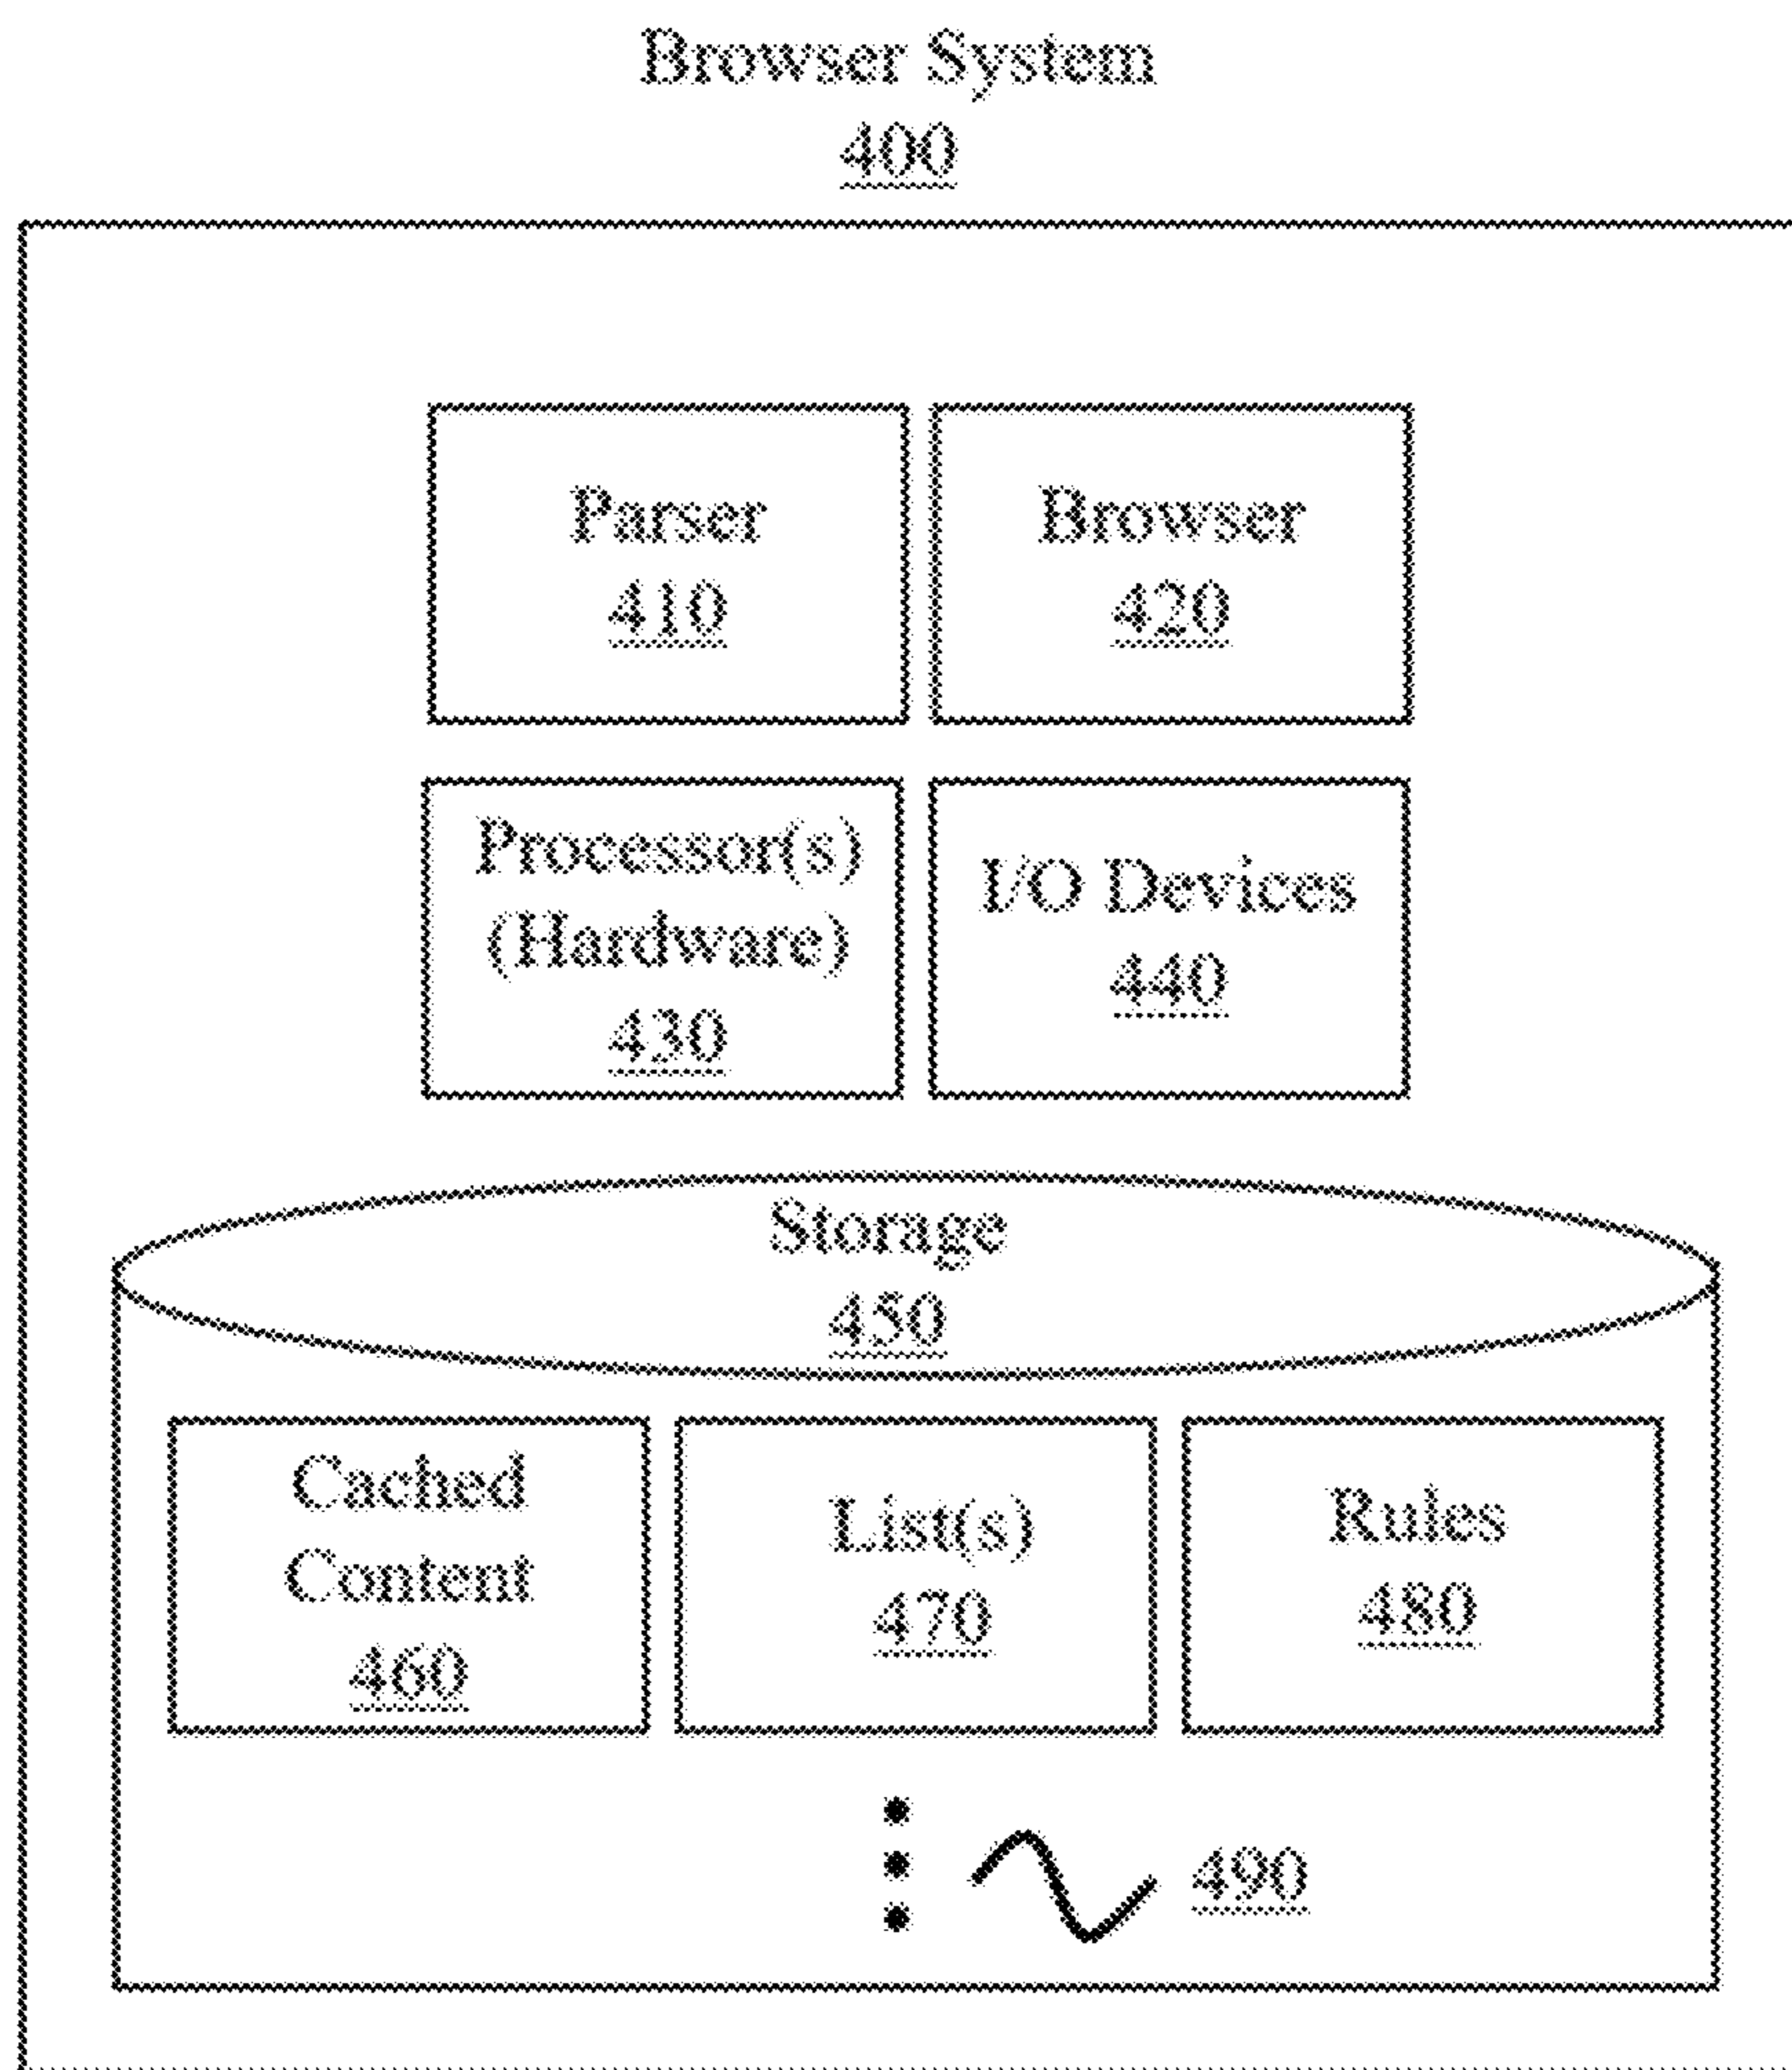 Browser System
400
Parser
410
Browser
420
Processor(s)
(Hardware)
430
I/O Devices
440
Storage
450
Cached
Content
460
List(s)
470
Rules
480
490